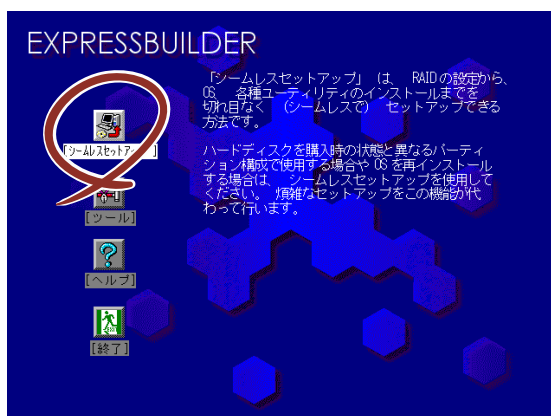 EXPRESSBUILDER
「シームレスセットアップ」 は、 RAIDの設定から、
OS、各種ユーティリティのインストールまでを
切れ目なく (シームレスで) セットアップできる
方法です。
ハードディスクを購入時の状態と異なるパーティ
ション構成で使用する場合や OSを再インストール
する場合は、 シームレスセットアップを使用して
ください。 煩雑なセットアップをこの機能が代
わって行います。
[シームレスセットア
[ツール]
[ヘルプ]
[終了]